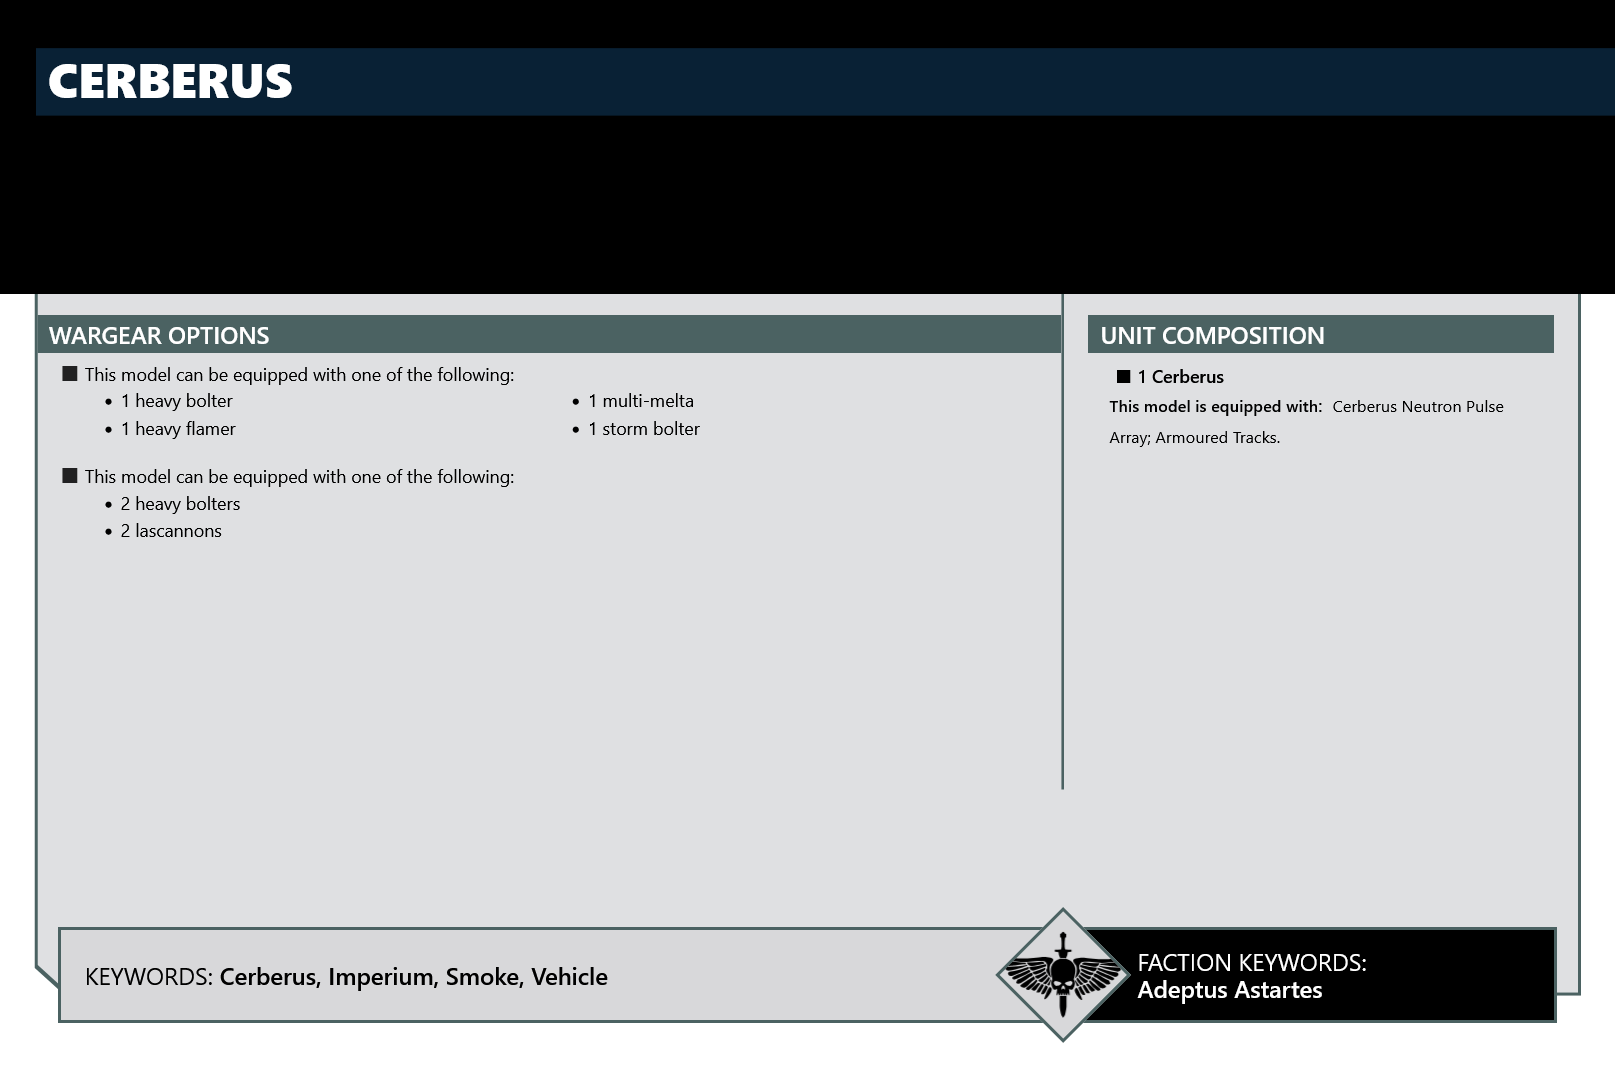 CERBERUS
WARGEAR OPTIONS
■ This model can be equipped with one of the following:
• 1 heavy bolter
• 1 heavy flamer
• 1 multi-melta
• 1 storm bolter
■ This model can be equipped with one of the following:
• 2 heavy bolters
• 2 lascannons
UNIT COMPOSITION
■ 1 Cerberus
This model is equipped with: Cerberus Neutron Pulse
Array; Armoured Tracks.
KEYWORDS: Cerberus, Imperium, Smoke, Vehicle
FACTION KEYWORDS:
Adeptus Astartes